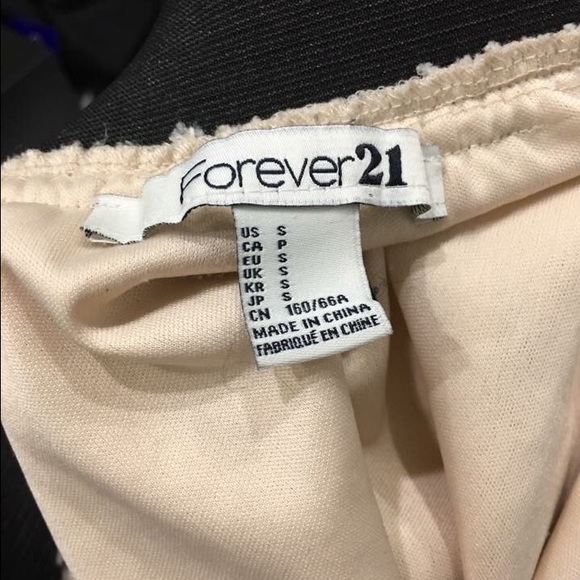 Forever21
US S
CA P
EU S
UK S
KR S
JP S
CN 160/66A
MADE IN CHINA
FABRIQUÉ EN CHINE